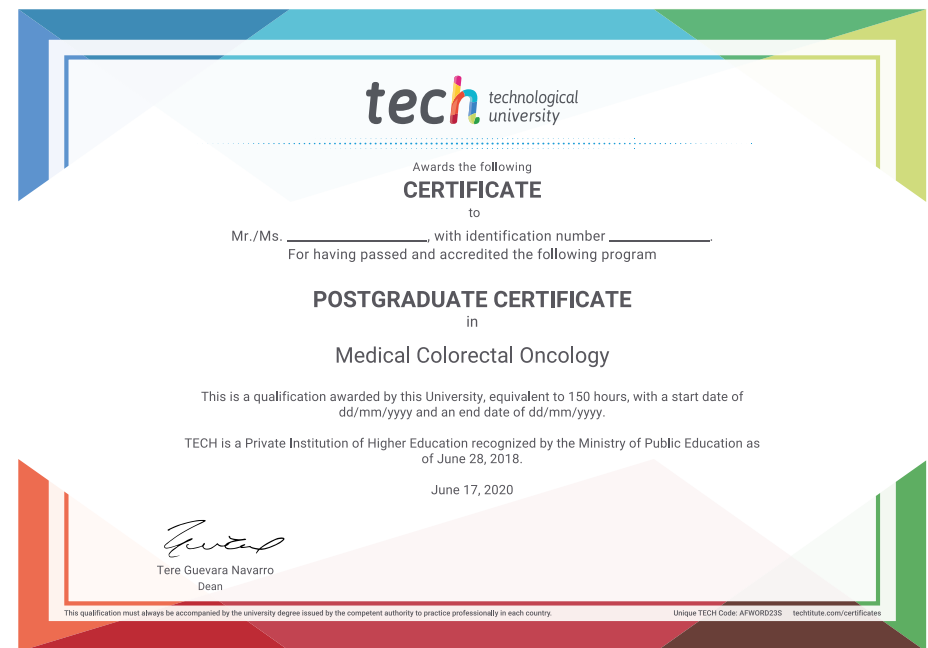 tech technological
university
Awards the following
CERTIFICATE
to
Mr./Ms. ____________________, with identification number ______________.
For having passed and accredited the following program
POSTGRADUATE CERTIFICATE
in
Medical Colorectal Oncology
This is a qualification awarded by this University, equivalent to 150 hours, with a start date of
dd/mm/yyyy and an end date of dd/mm/yyyy.
TECH is a Private Institution of Higher Education recognized by the Ministry of Public Education as
of June 28, 2018.
June 17, 2020
Tere Guevara Navarro
Dean
This qualification must always be accompanied by the university degree issued by the competent authority to practice professionally in each country. Unique TECH Code: AFWORD23S techtitute.com/certificates